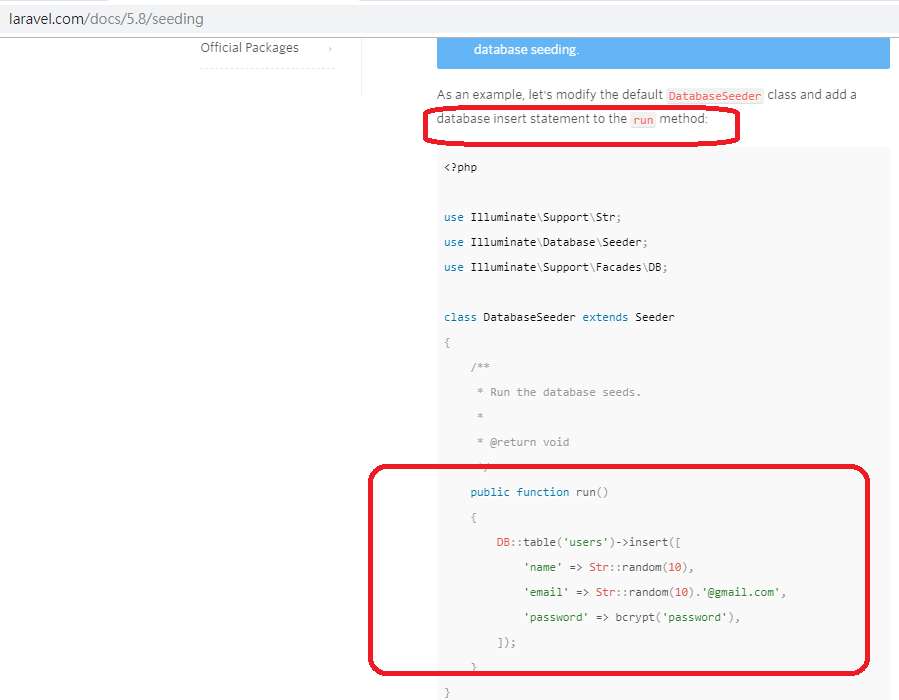 laravel.com/docs/5.8/seeding
Official Packages
database seeding.
As an example, let's modify the default DatabaseSeeder class and add a
database insert statement to the run method:
<?php
use Illuminate\Support\Str;
use Illuminate\Database\Seeder;
use Illuminate\Support\Facades\DB;
class DatabaseSeeder extends Seeder
{
/**
* Run the database seeds.
*
* @return void
*/
public function run()
{
DB::table('users')->insert([
'name' => Str::random(10),
'email' => Str::random(10).'@gmail.com',
'password' => bcrypt('password'),
]);
}
}